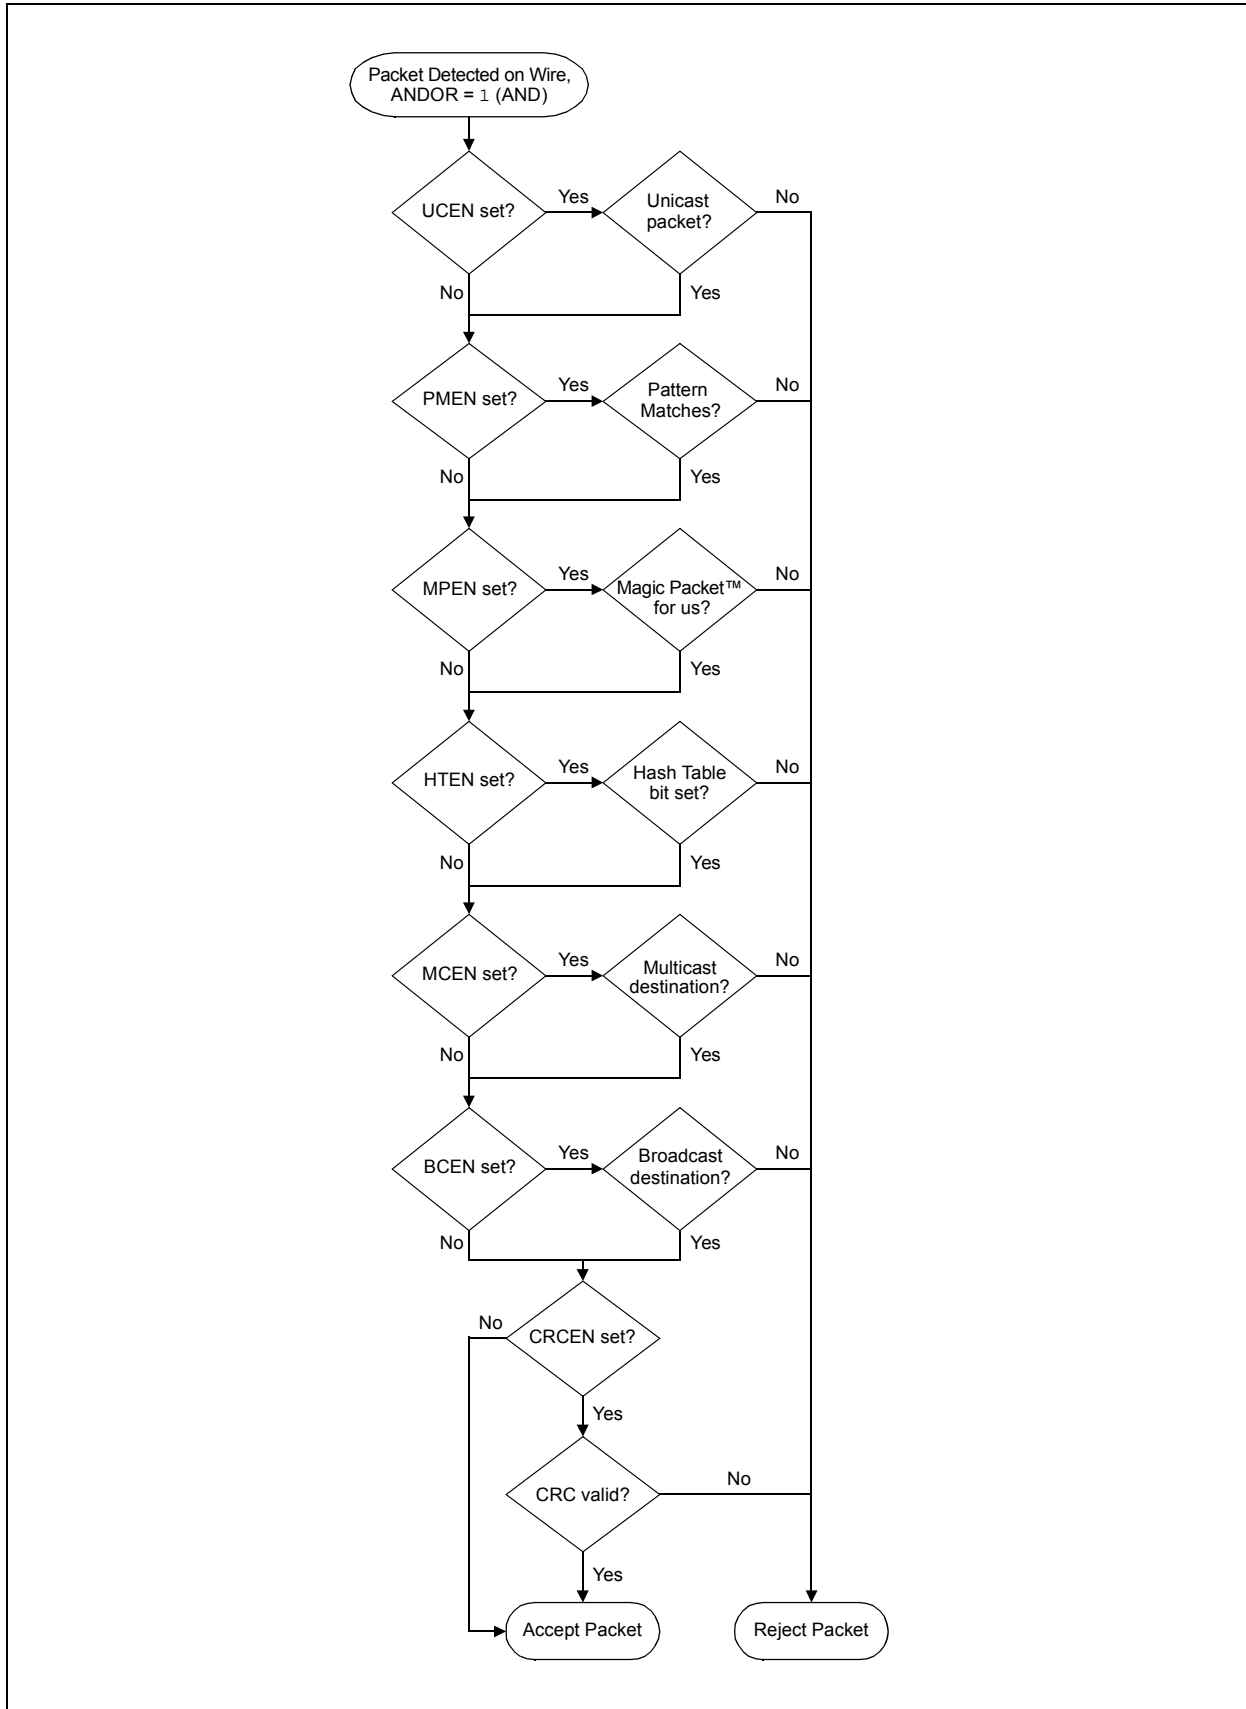 Packet Detected on Wire,
ANDOR = 1 (AND)
UCEN set?
Yes
Unicast
packet?
No
No
Yes
PMEN set?
Yes
Pattern
Matches?
No
No
Yes
MPEN set?
Yes
Magic Packet™
for us?
No
No
Yes
HTEN set?
Yes
Hash Table
bit set?
No
No
Yes
MCEN set?
Yes
Multicast
destination?
No
No
Yes
BCEN set?
Yes
Broadcast
destination?
No
No
Yes
No
CRCEN set?
Yes
CRC valid?
No
Yes
Accept Packet
Reject Packet